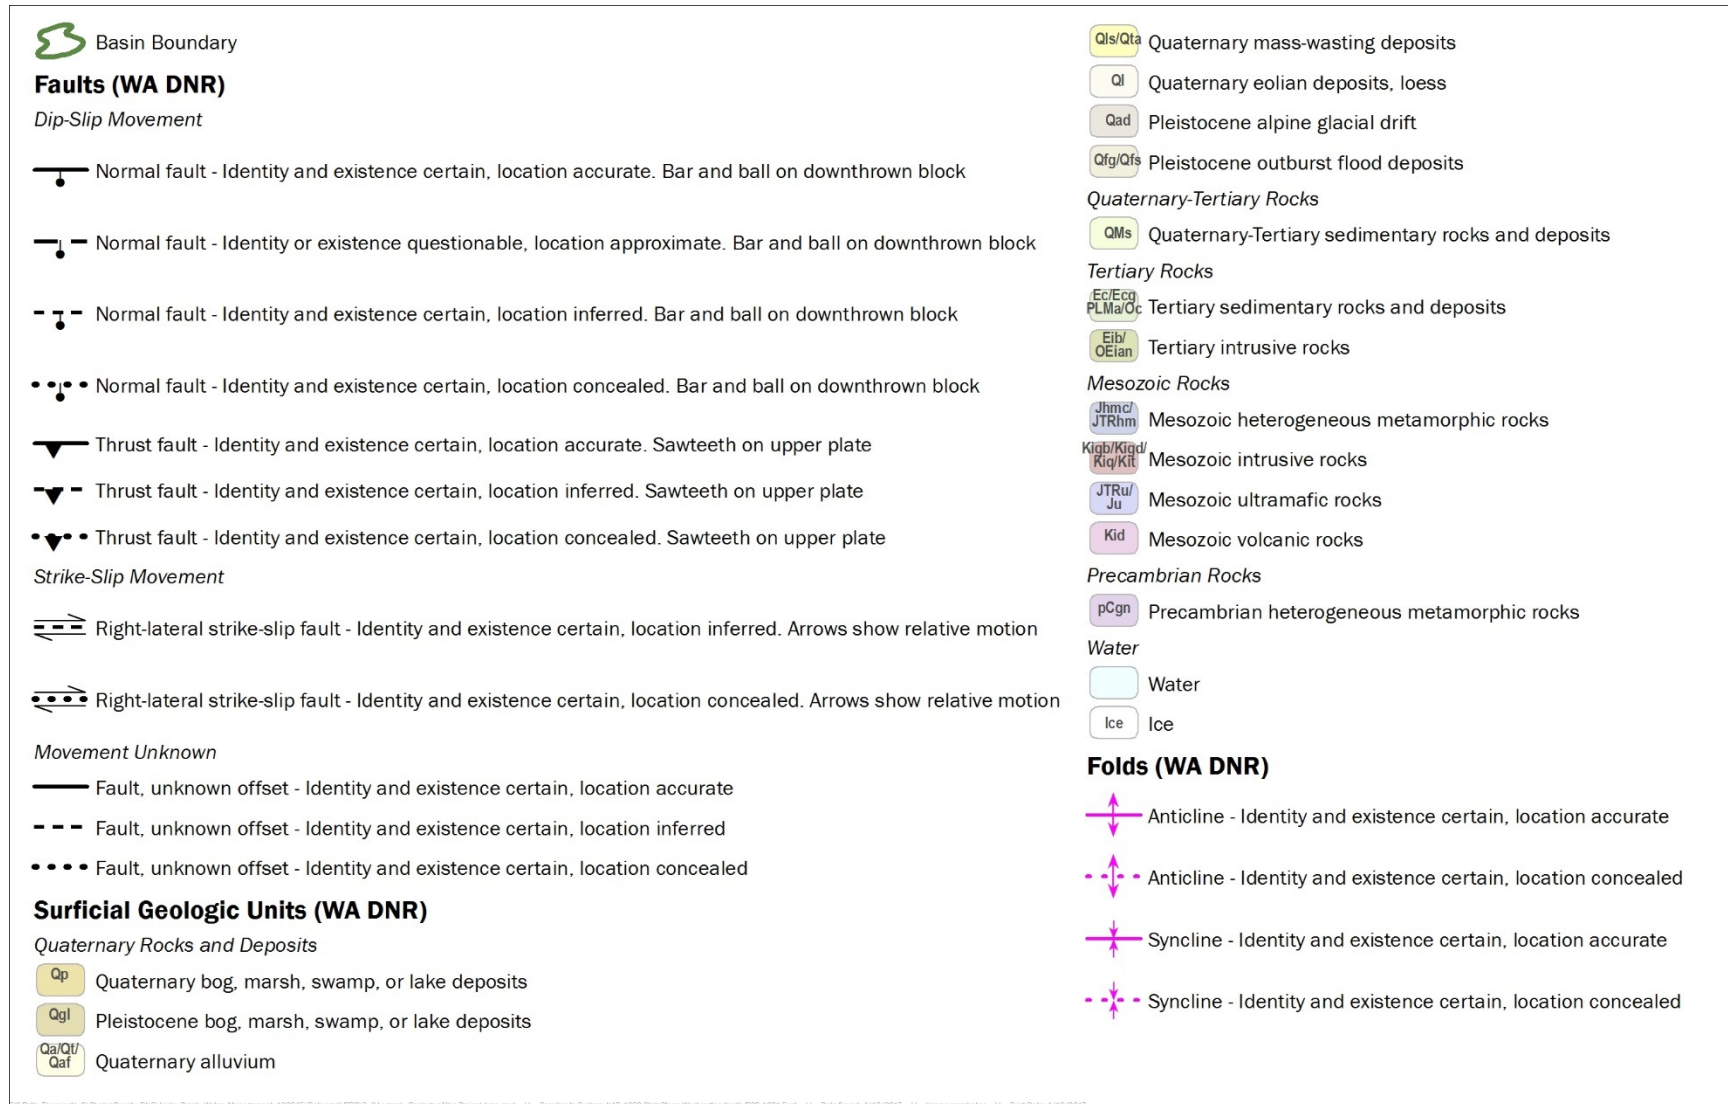 Basin Boundary
Faults (WA DNR)
Dip-Slip Movement
Normal fault - Identity and existence certain, location accurate. Bar and ball on downthrown block
Normal fault - Identity or existence questionable, location approximate. Bar and ball on downthrown block
Normal fault - Identity and existence certain, location inferred. Bar and ball on downthrown block
Normal fault - Identity and existence certain, location concealed. Bar and ball on downthrown block
Thrust fault - Identity and existence certain, location accurate. Sawteeth on upper plate
Thrust fault - Identity and existence certain, location inferred. Sawteeth on upper plate
Thrust fault - Identity and existence certain, location concealed. Sawteeth on upper plate
Strike-Slip Movement
Right-lateral strike-slip fault - Identity and existence certain, location inferred. Arrows show relative motion
Right-lateral strike-slip fault - Identity and existence certain, location concealed. Arrows show relative motion
Movement Unknown
Fault, unknown offset - Identity and existence certain, location accurate
Fault, unknown offset - Identity and existence certain, location inferred
Fault, unknown offset - Identity and existence certain, location concealed
Surficial Geologic Units (WA DNR)
Quaternary Rocks and Deposits
Qp Quaternary bog, marsh, swamp, or lake deposits
Qgl Pleistocene bog, marsh, swamp, or lake deposits
Qa/Qt/
Qaf Quaternary alluvium
Qls/Qta Quaternary mass-wasting deposits
Ql Quaternary eolian deposits, loess
Qad Pleistocene alpine glacial drift
Qfg/Qfs Pleistocene outburst flood deposits
Quaternary-Tertiary Rocks
QMs Quaternary-Tertiary sedimentary rocks and deposits
Tertiary Rocks
Ec/Ecg
PLMa/Oc Tertiary sedimentary rocks and deposits
Eib/
OEian Tertiary intrusive rocks
Mesozoic Rocks
Jhmc/
JTRhm Mesozoic heterogeneous metamorphic rocks
Kigb/Kigd/
Kiq/Kit Mesozoic intrusive rocks
JTRu/
Ju Mesozoic ultramafic rocks
Kid Mesozoic volcanic rocks
Precambrian Rocks
pCgn Precambrian heterogeneous metamorphic rocks
Water
Water
Ice Ice
Folds (WA DNR)
Anticline - Identity and existence certain, location accurate
Anticline - Identity and existence certain, location concealed
Syncline - Identity and existence certain, location accurate
Syncline - Identity and existence certain, location concealed